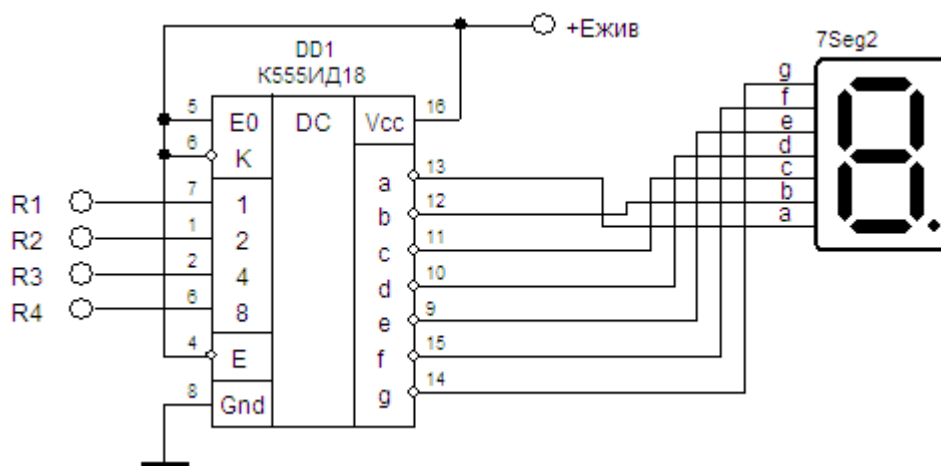 +Eжив
DD1
К555ИД18
7Seg2
5 E0 DC Vcc 16
6 K
7 1
1 2
2 4
6 8
4 E
8 Gnd
R1
R2
R3
R4
a 13
b 12
c 11
d 10
e 9
f 15
g 14
g
f
e
d
c
b
a